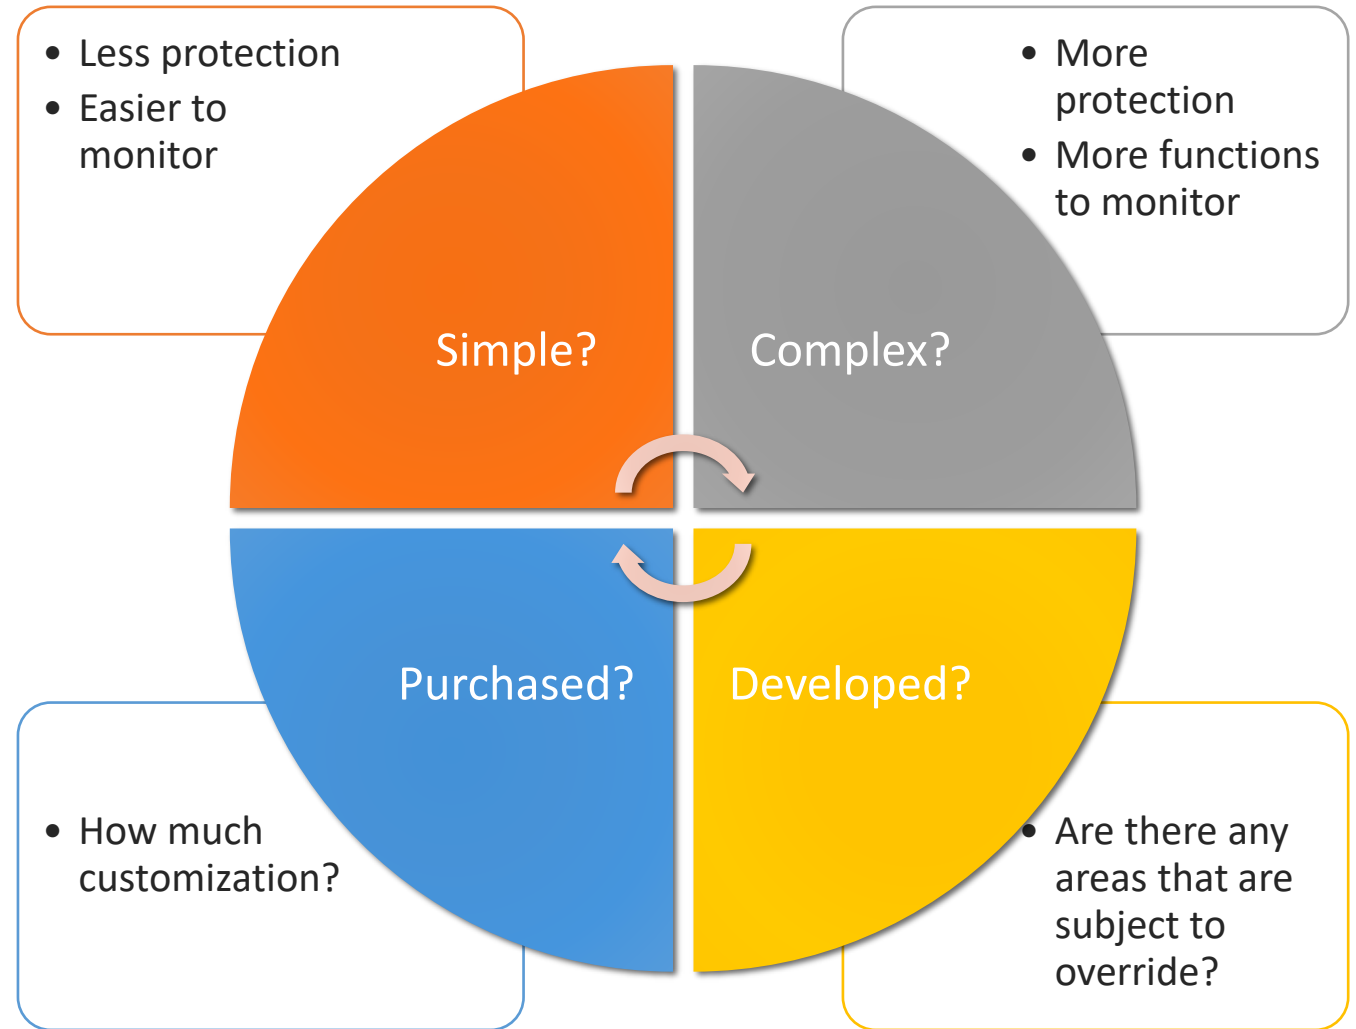 • Less protection
• Easier to
monitor
• More
protection
• More functions
to monitor
Simple?
Complex?
Purchased?
Developed?
• How much
customization?
• Are there any
areas that are
subject to
override?